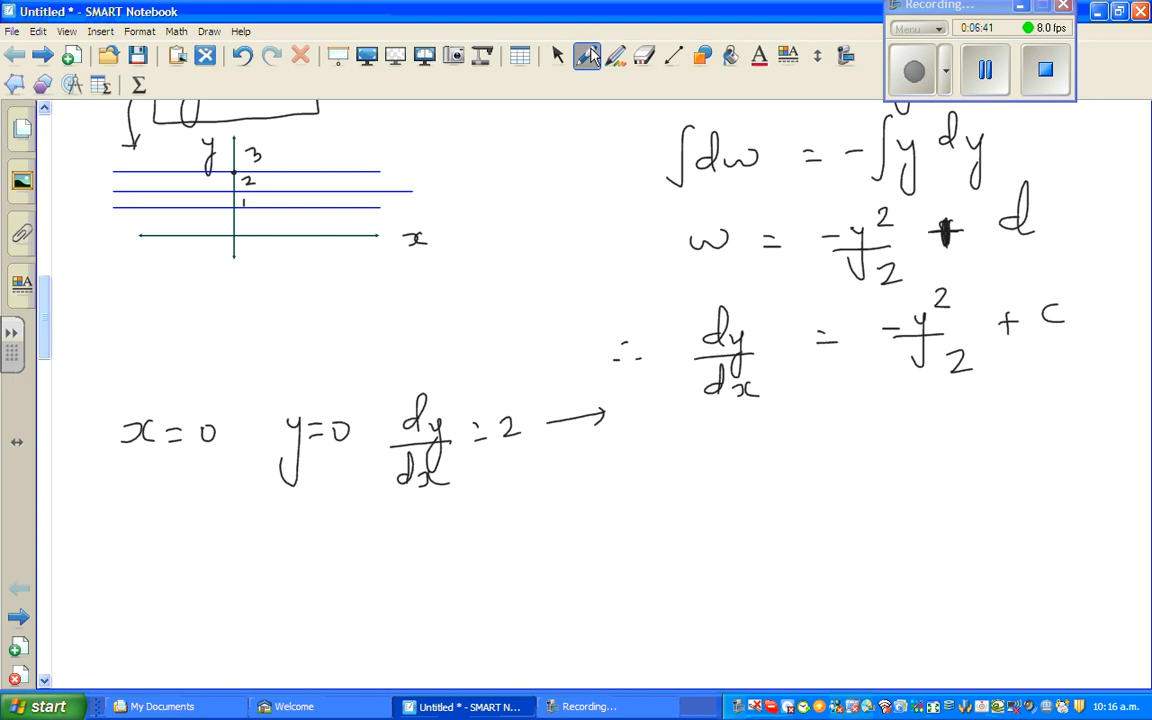 Untitled * - SMART Notebook
Recording...
File Edit View Insert Format Math Draw Help
Menu 0:06:41 8.0 fps
y 3
2
1
x
∫dw = -∫y dy
w = -y²/2 + d
∴ dy/dx = -y²/2 + c
x=0 y=0 dy/dx =2 →
start My Documents Welcome Untitled * - SMART N... Recording... 10:16 a.m.